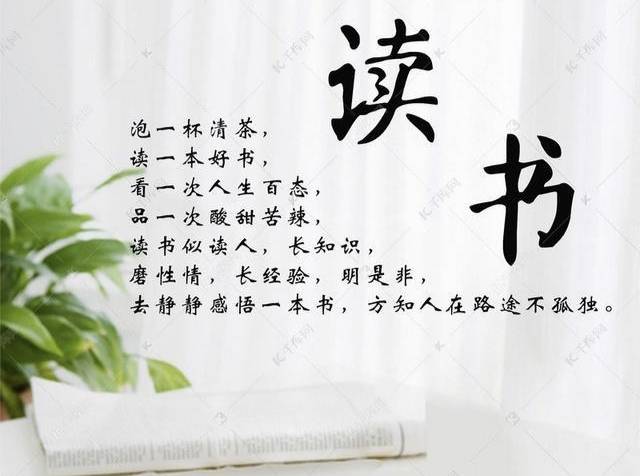 读书
泡一杯清茶，
读一本好书，
看一次人生百态，
品一次酸甜苦辣，
读书似读人，长知识，
磨性情，长经验，明是非，
去静静感悟一本书，方知人在路途不孤独。
千库网